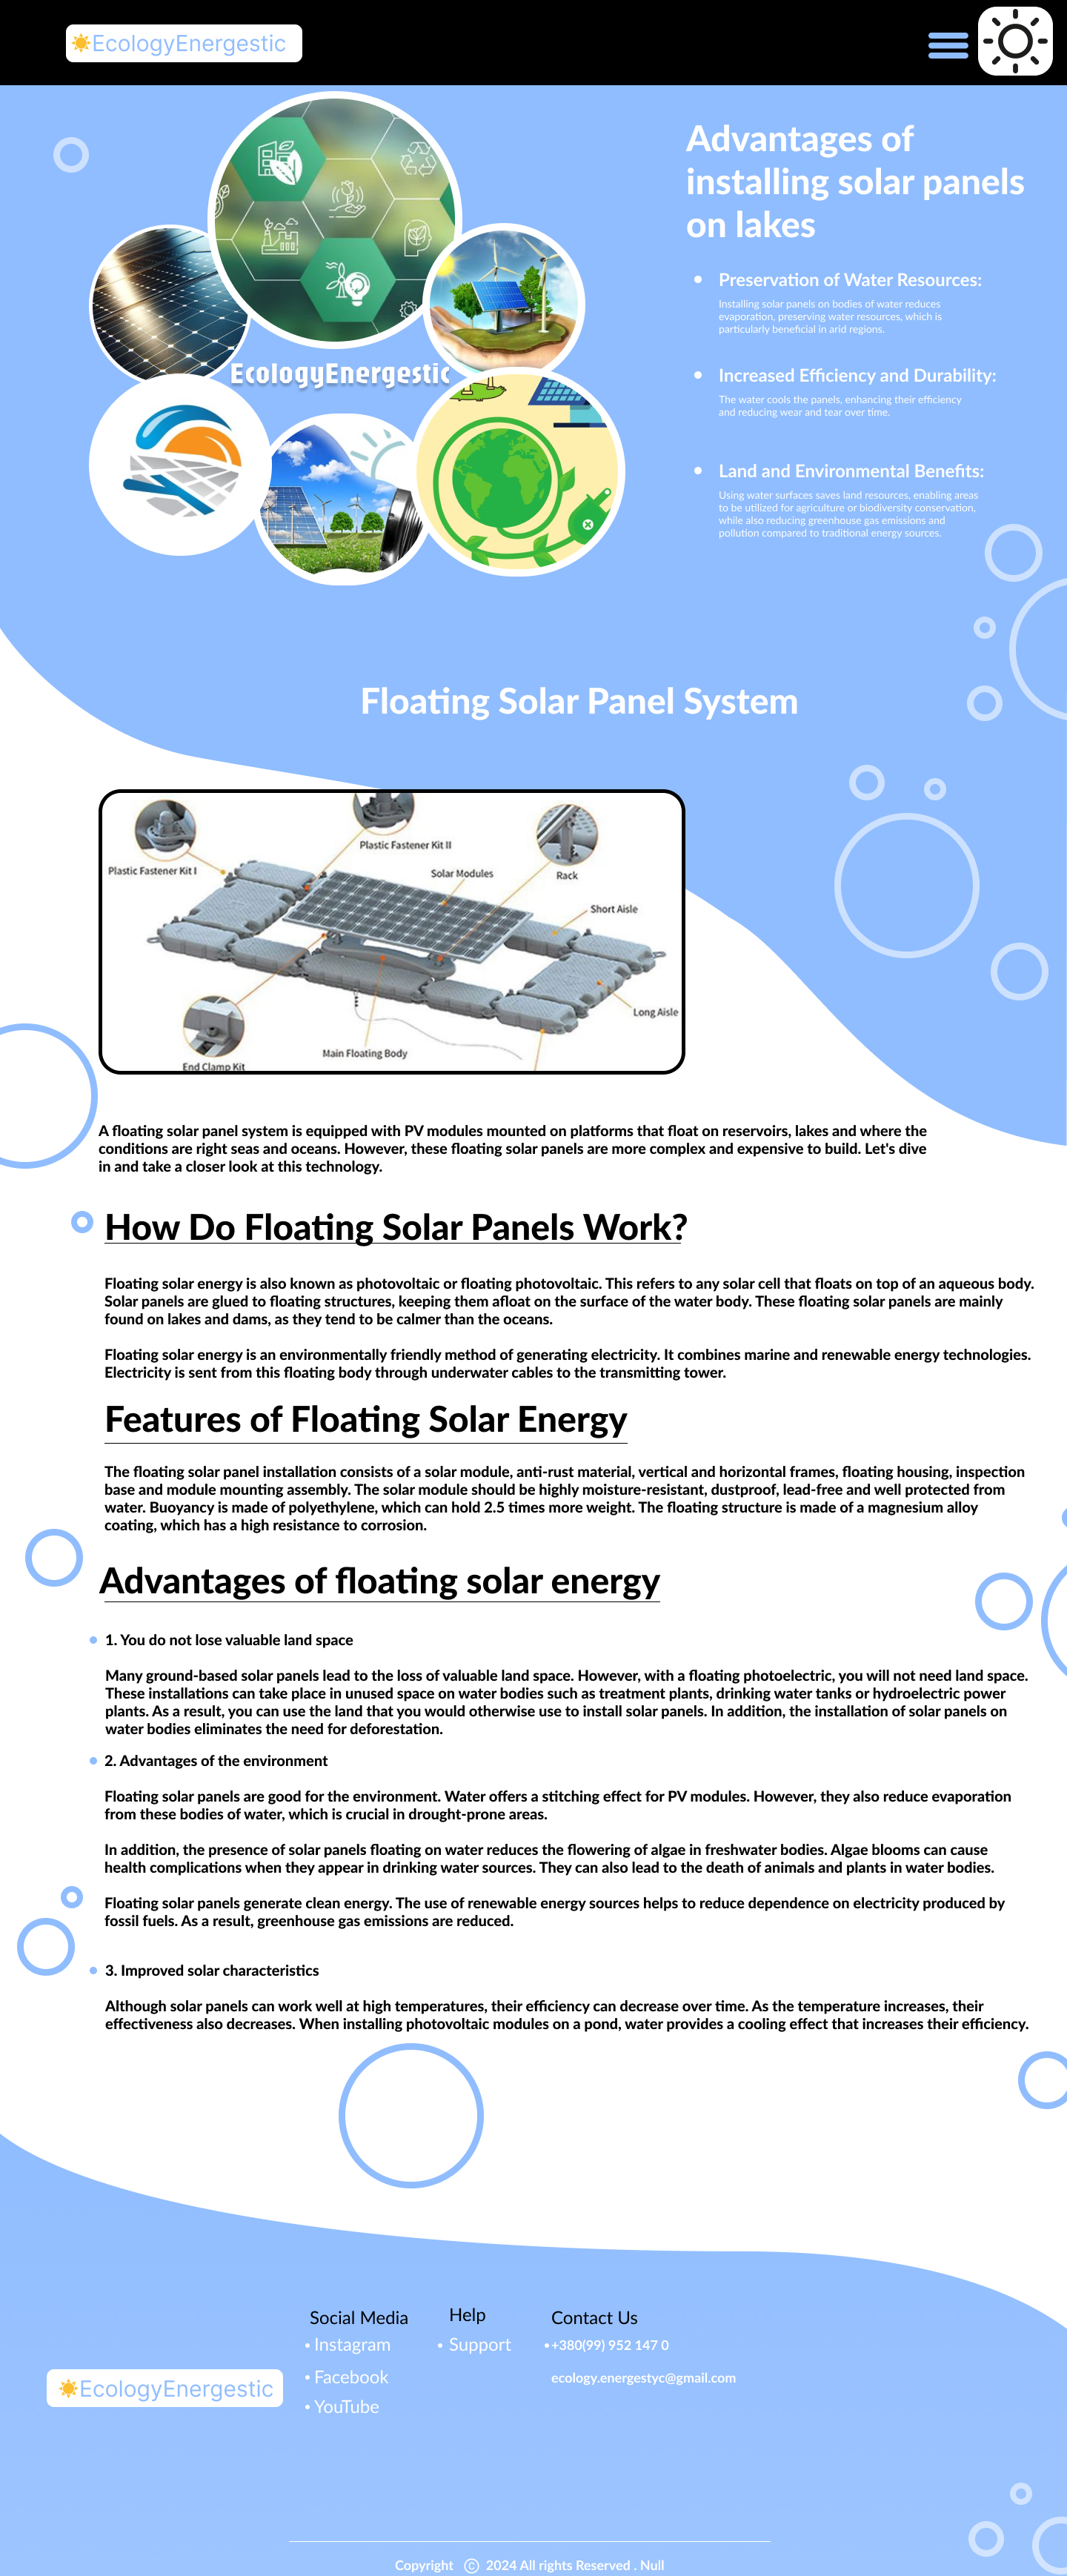 EcologyEnergestic
Advantages of
installing solar panels
on lakes
Preservation of Water Resources:
Installing solar panels on bodies of water reduces
evaporation, preserving water resources, which is
particularly beneficial in arid regions.
EcologyEnergestic
Increased Efficiency and Durability:
The water cools the panels, enhancing their efficiency
and reducing wear and tear over time.
Land and Environmental Benefits:
Using water surfaces saves land resources, enabling areas
to be utilized for agriculture or biodiversity conservation,
while also reducing greenhouse gas emissions and
pollution compared to traditional energy sources.
Floating Solar Panel System
Plastic Fastener Kit I
Plastic Fastener Kit II
Solar Modules
Rack
Short Aisle
Long Aisle
Main Floating Body
End Clamp Kit
A floating solar panel system is equipped with PV modules mounted on platforms that float on reservoirs, lakes and where the
conditions are right seas and oceans. However, these floating solar panels are more complex and expensive to build. Let's dive
in and take a closer look at this technology.
How Do Floating Solar Panels Work?
Floating solar energy is also known as photovoltaic or floating photovoltaic. This refers to any solar cell that floats on top of an aqueous body.
Solar panels are glued to floating structures, keeping them afloat on the surface of the water body. These floating solar panels are mainly
found on lakes and dams, as they tend to be calmer than the oceans.
Floating solar energy is an environmentally friendly method of generating electricity. It combines marine and renewable energy technologies.
Electricity is sent from this floating body through underwater cables to the transmitting tower.
Features of Floating Solar Energy
The floating solar panel installation consists of a solar module, anti-rust material, vertical and horizontal frames, floating housing, inspection
base and module mounting assembly. The solar module should be highly moisture-resistant, dustproof, lead-free and well protected from
water. Buoyancy is made of polyethylene, which can hold 2.5 times more weight. The floating structure is made of a magnesium alloy
coating, which has a high resistance to corrosion.
Advantages of floating solar energy
1. You do not lose valuable land space
Many ground-based solar panels lead to the loss of valuable land space. However, with a floating photoelectric, you will not need land space.
These installations can take place in unused space on water bodies such as treatment plants, drinking water tanks or hydroelectric power
plants. As a result, you can use the land that you would otherwise use to install solar panels. In addition, the installation of solar panels on
water bodies eliminates the need for deforestation.
2. Advantages of the environment
Floating solar panels are good for the environment. Water offers a stitching effect for PV modules. However, they also reduce evaporation
from these bodies of water, which is crucial in drought-prone areas.
In addition, the presence of solar panels floating on water reduces the flowering of algae in freshwater bodies. Algae blooms can cause
health complications when they appear in drinking water sources. They can also lead to the death of animals and plants in water bodies.
Floating solar panels generate clean energy. The use of renewable energy sources helps to reduce dependence on electricity produced by
fossil fuels. As a result, greenhouse gas emissions are reduced.
3. Improved solar characteristics
Although solar panels can work well at high temperatures, their efficiency can decrease over time. As the temperature increases, their
effectiveness also decreases. When installing photovoltaic modules on a pond, water provides a cooling effect that increases their efficiency.
EcologyEnergestic
Social Media
• Instagram
• Facebook
• YouTube
Help
• Support
Contact Us
• +380(99) 952 147 0
ecology.energestyc@gmail.com
Copyright © 2024 All rights Reserved . Null